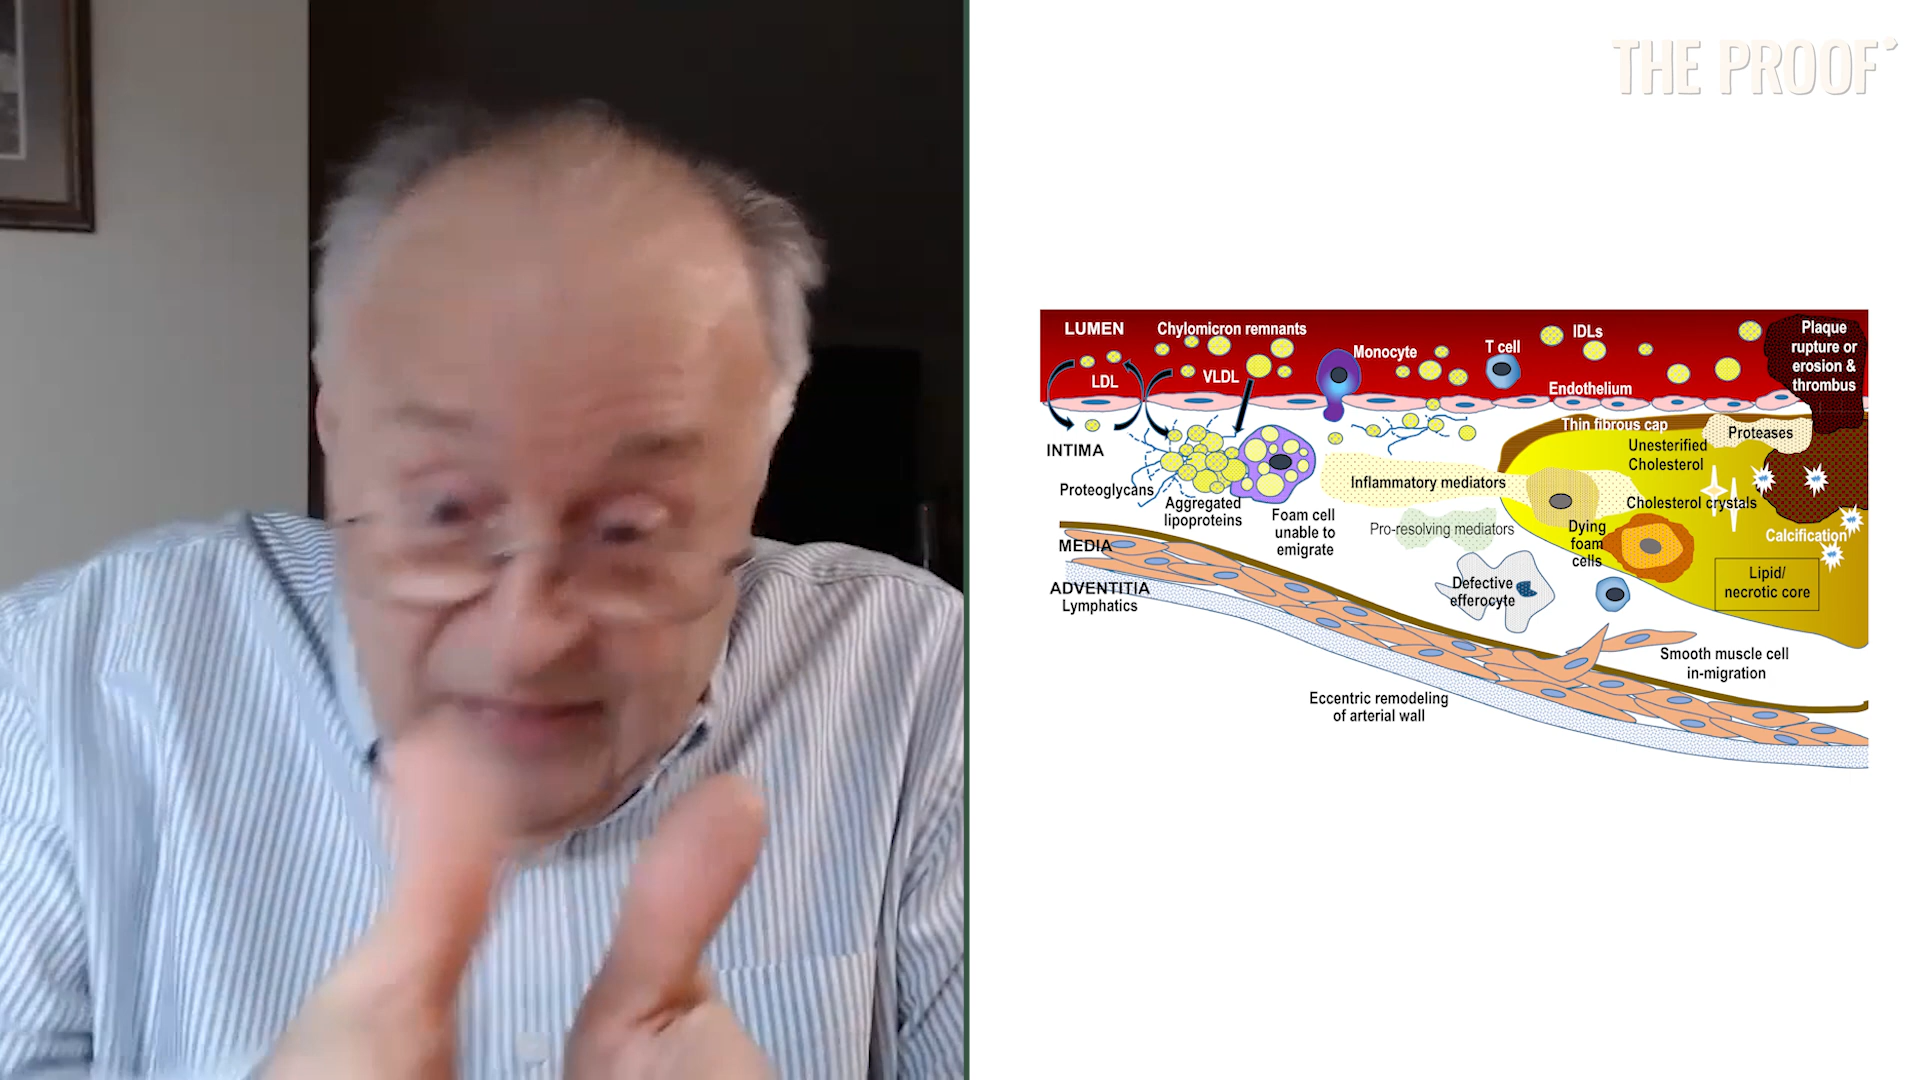 THE PROOF
LUMEN
Chylomicron remnants
LDL
VLDL
Monocyte
T cell
IDLs
Endothelium
Plaque
rupture or
erosion &
thrombus
INTIMA
Thin fibrous cap
Unesterified
Cholesterol
Proteases
Proteoglycans
Aggregated
lipoproteins
Foam cell
unable to
emigrate
Inflammatory mediators
Pro-resolving mediators
Cholesterol crystals
Dying
foam
cells
Calcification
MEDIA
ADVENTITIA
Lymphatics
Defective
efferocyte
Lipid/
necrotic core
Smooth muscle cell
in-migration
Eccentric remodeling
of arterial wall